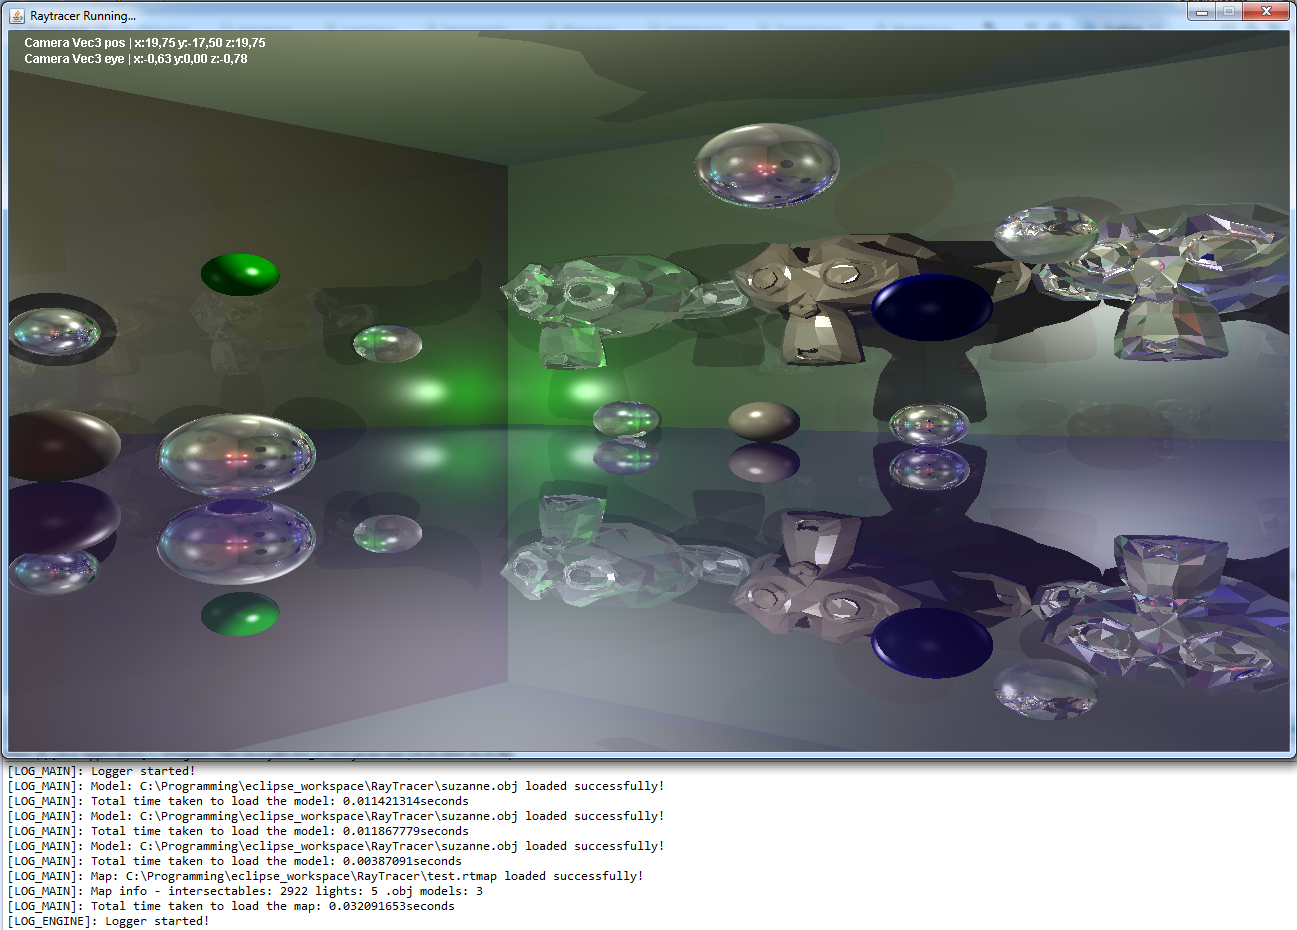 Raytracer Running...
Camera Vec3 pos | x:19,75 y:-17,50 z:19,75
Camera Vec3 eye | x:-0,63 y:0,00 z:-0,78
[LOG_MAIN]: Logger started!
[LOG_MAIN]: Model: C:\Programming\eclipse_workspace\RayTracer\suzanne.obj loaded successfully!
[LOG_MAIN]: Total time taken to load the model: 0.011421314seconds
[LOG_MAIN]: Model: C:\Programming\eclipse_workspace\RayTracer\suzanne.obj loaded successfully!
[LOG_MAIN]: Total time taken to load the model: 0.011867779seconds
[LOG_MAIN]: Model: C:\Programming\eclipse_workspace\RayTracer\suzanne.obj loaded successfully!
[LOG_MAIN]: Total time taken to load the model: 0.00387091seconds
[LOG_MAIN]: Map: C:\Programming\eclipse_workspace\RayTracer\test.rtmap loaded successfully!
[LOG_MAIN]: Map info - intersectables: 2922 lights: 5 .obj models: 3
[LOG_MAIN]: Total time taken to load the map: 0.032091653seconds
[LOG_ENGINE]: Logger started!